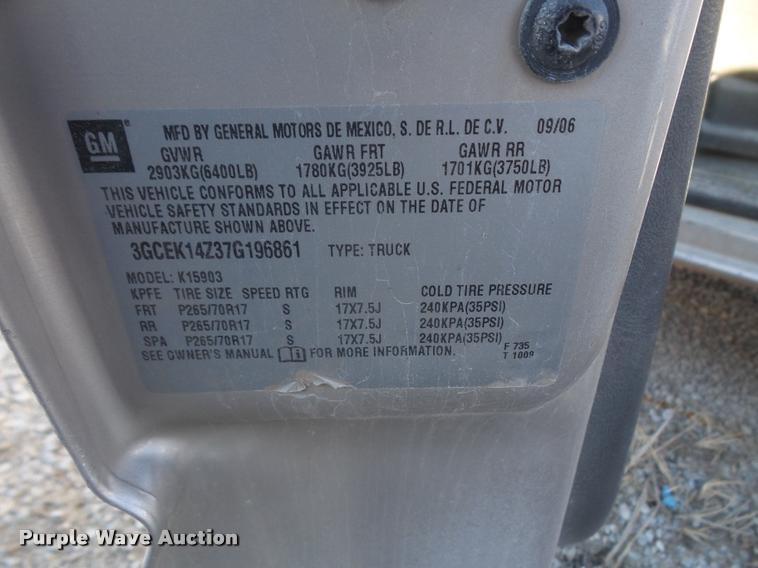 GM ® MFD BY GENERAL MOTORS DE MEXICO, S. DE R.L. DE C.V. 09/06
GVWR GAWR FRT GAWR RR
2903KG(6400LB) 1780KG(3925LB) 1701KG(3750LB)
THIS VEHICLE CONFORMS TO ALL APPLICABLE U.S. FEDERAL MOTOR
VEHICLE SAFETY STANDARDS IN EFFECT ON THE DATE OF
MANUFACTURE SHOWN ABOVE.
3GCEK14Z37G196861 TYPE: TRUCK
MODEL: K15903
KPFE TIRE SIZE SPEED RTG RIM COLD TIRE PRESSURE
FRT P265/70R17 S 17X7.5J 240KPA(35PSI)
RR P265/70R17 S 17X7.5J 240KPA(35PSI)
SPA P265/70R17 S 17X7.5J 240KPA(35PSI)
SEE OWNER'S MANUAL FOR MORE INFORMATION. F 735
T 1009
Purple Wave Auction